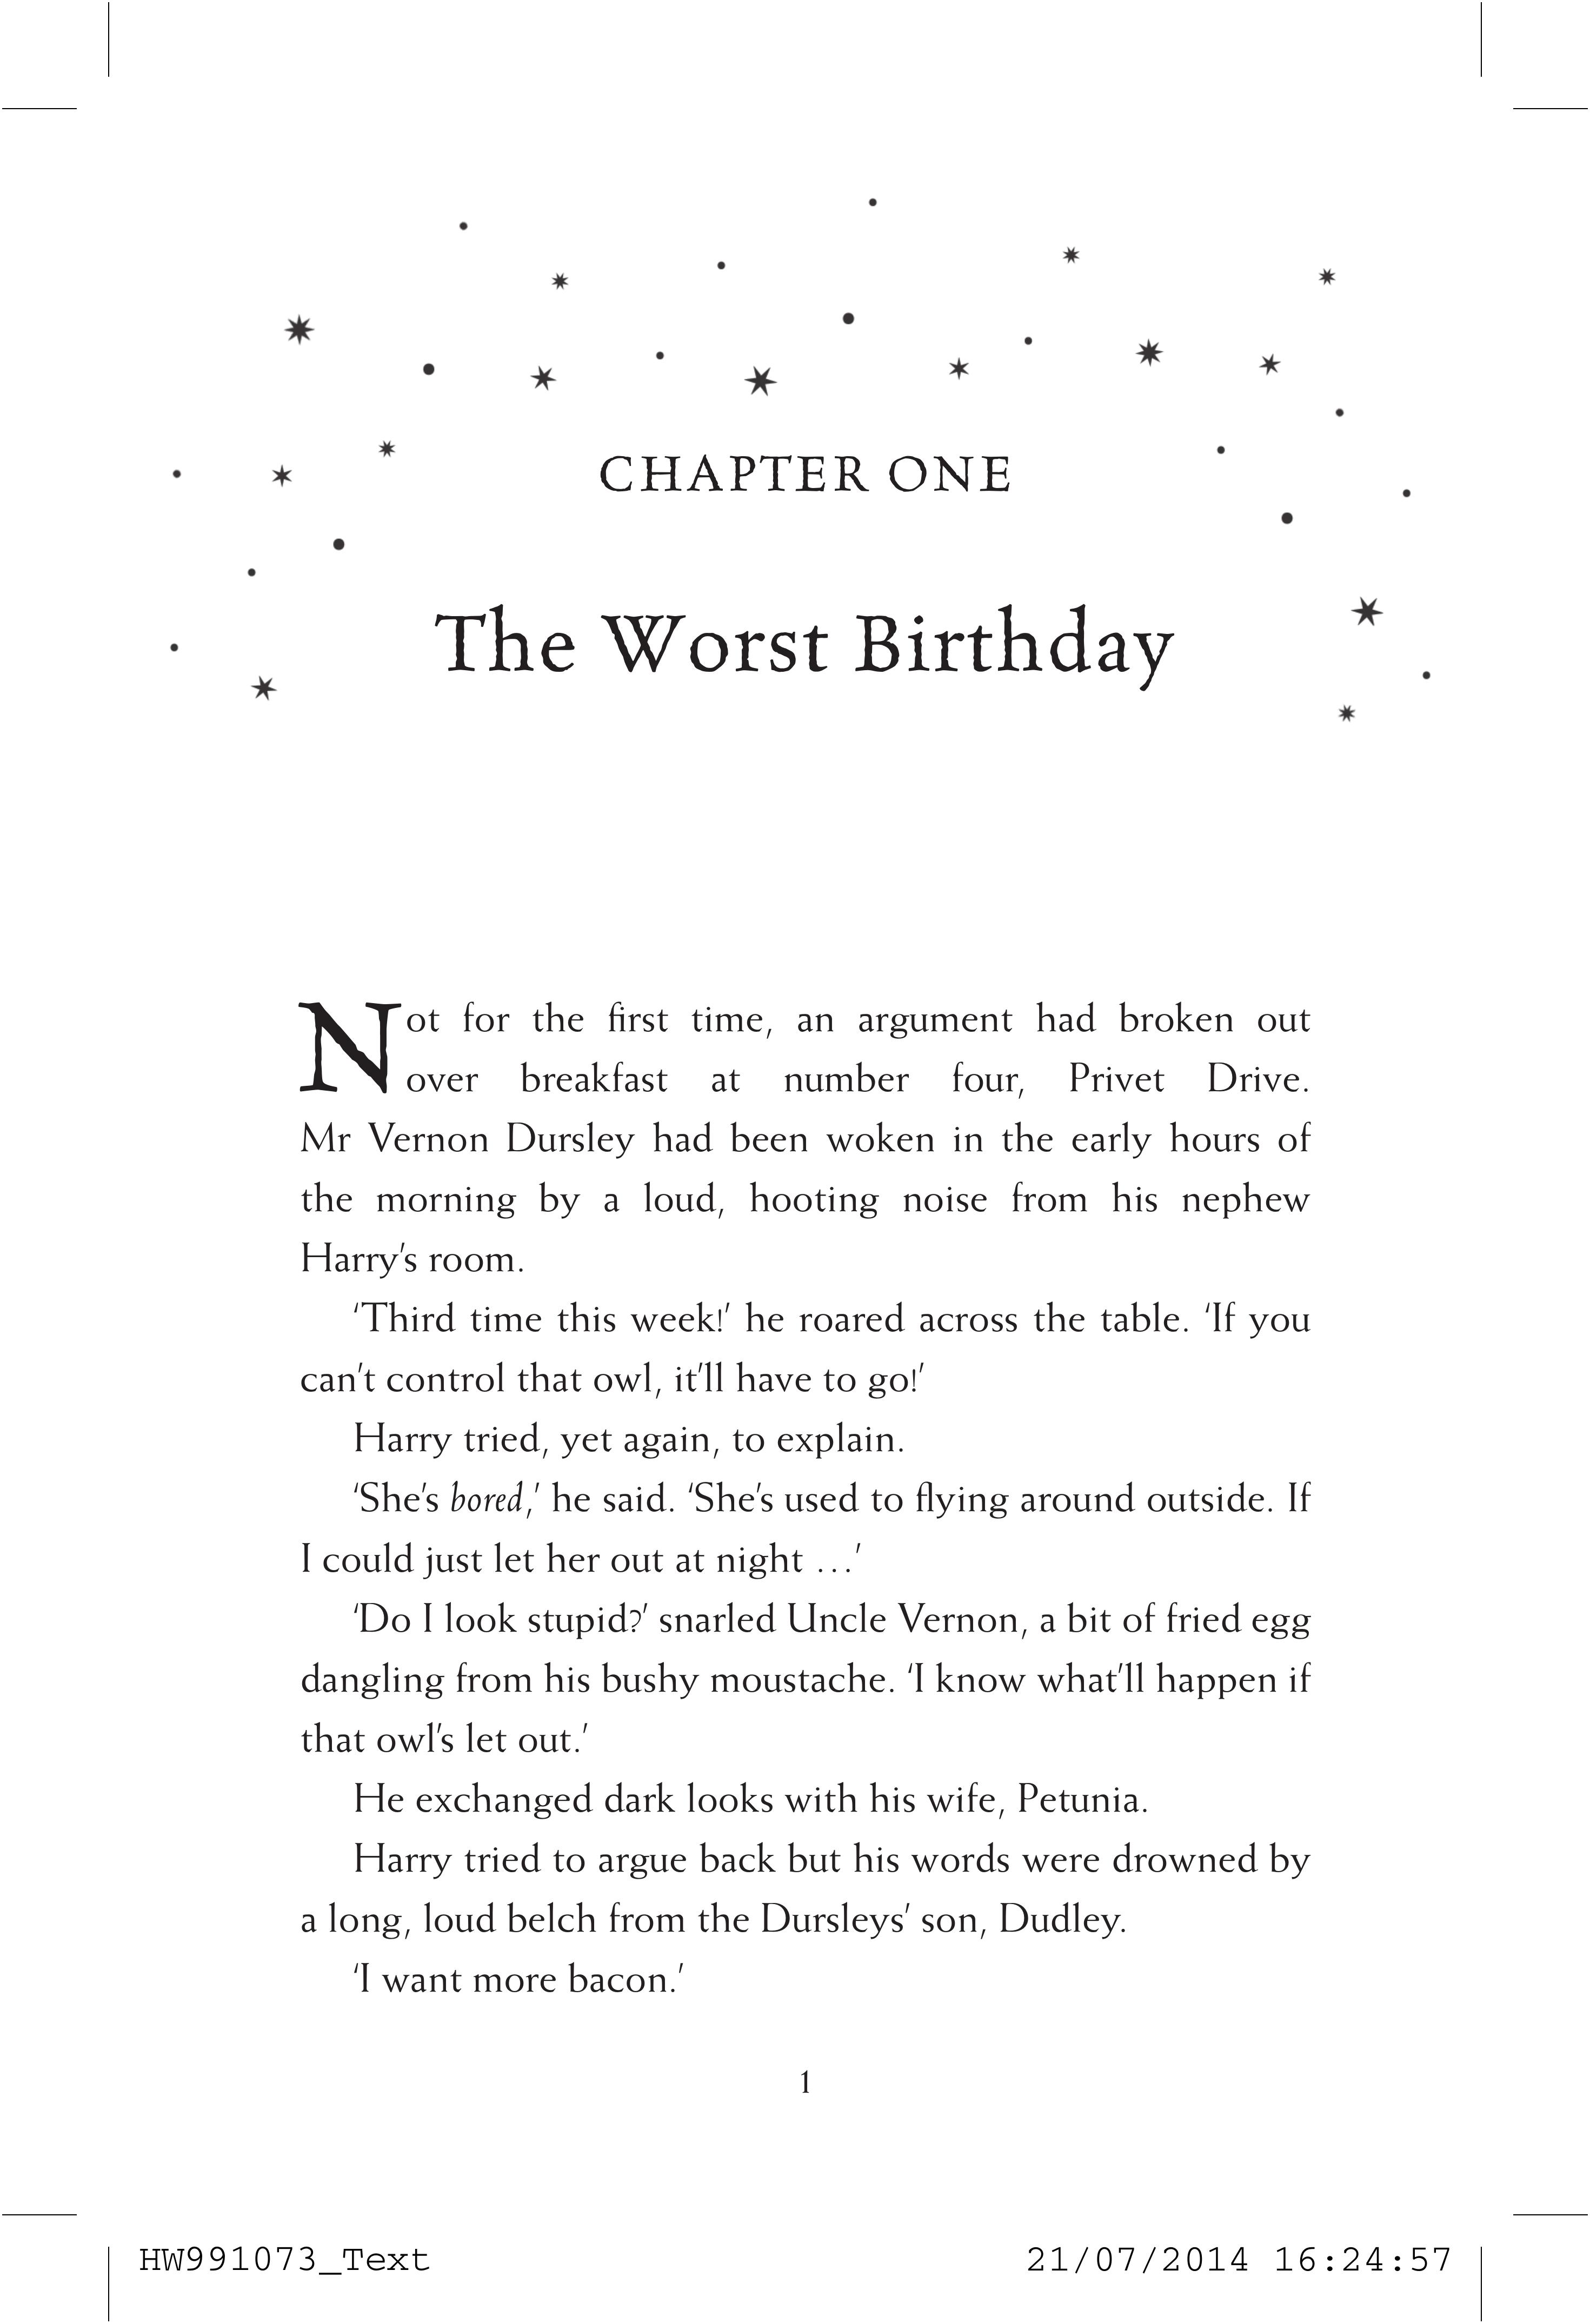 CHAPTER ONE
The Worst Birthday
Not for the first time, an argument had broken out
over breakfast at number four, Privet Drive.
Mr Vernon Dursley had been woken in the early hours of
the morning by a loud, hooting noise from his nephew
Harry’s room.
‘Third time this week!’ he roared across the table. ‘If you
can’t control that owl, it’ll have to go!’
Harry tried, yet again, to explain.
‘She’s bored,’ he said. ‘She’s used to flying around outside. If
I could just let her out at night …’
‘Do I look stupid?’ snarled Uncle Vernon, a bit of fried egg
dangling from his bushy moustache. ‘I know what’ll happen if
that owl’s let out.’
He exchanged dark looks with his wife, Petunia.
Harry tried to argue back but his words were drowned by
a long, loud belch from the Dursleys’ son, Dudley.
‘I want more bacon.’
1
HW991073_Text 21/07/2014 16:24:57